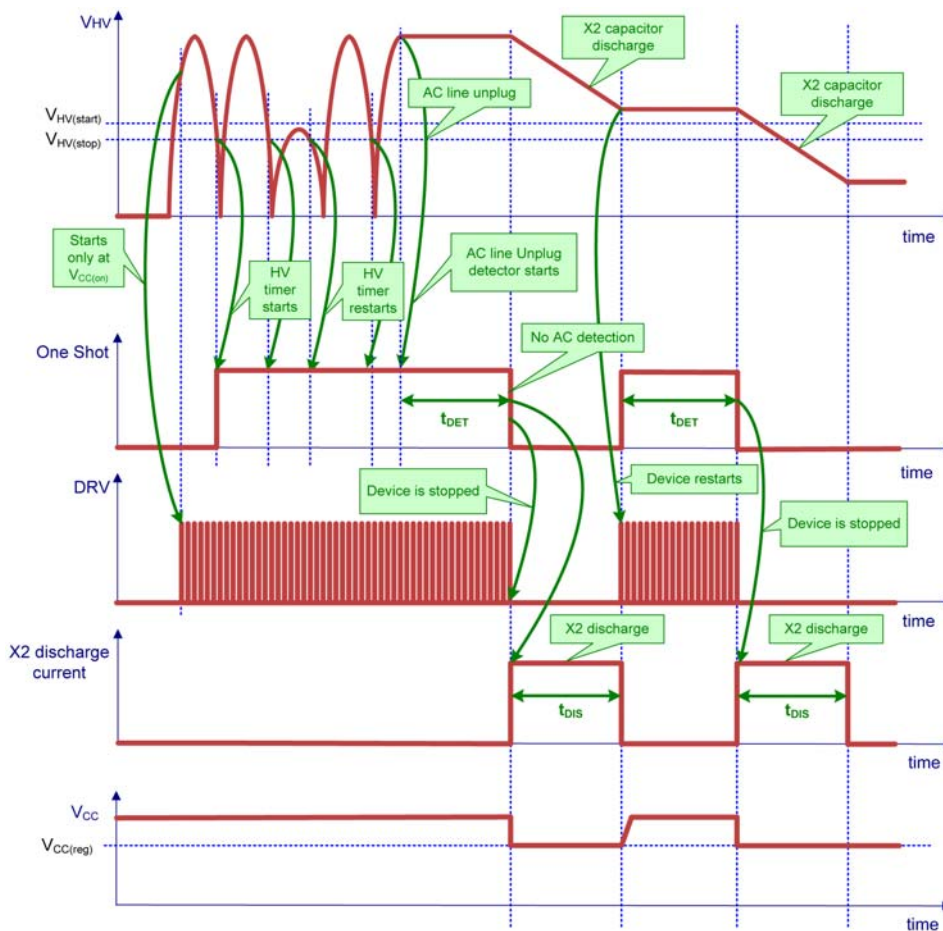 VHV
X2 capacitor
discharge
AC line unplug
X2 capacitor
discharge
VHV(start)
VHV(stop)
time
Starts
only at
VCC(on)
HV
timer
starts
HV
timer
restarts
AC line Unplug
detector starts
No AC detection
One Shot
tDET
tDET
time
DRV
Device is stopped
Device restarts
Device is stopped
time
X2 discharge
current
X2 discharge
X2 discharge
tDIS
tDIS
time
VCC
VCC(reg)
time